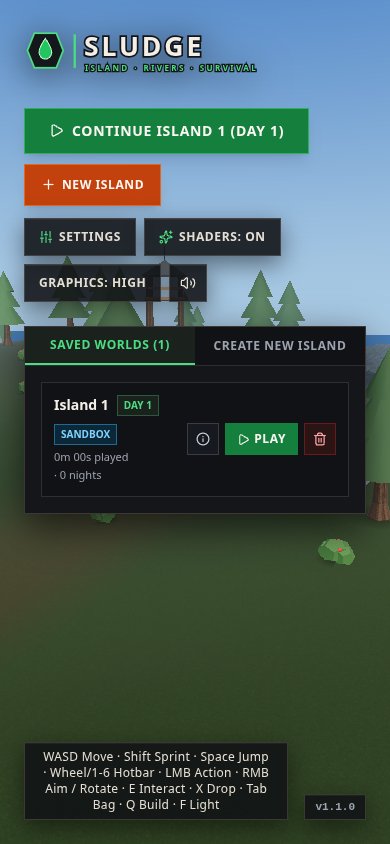 SLUDGE
ISLAND · RIVERS · SURVIVAL
CONTINUE ISLAND 1 (DAY 1)
NEW ISLAND
SETTINGS
SHADERS: ON
GRAPHICS: HIGH
SAVED WORLDS (1)
CREATE NEW ISLAND
Island 1
DAY 1
SANDBOX
0m 00s played
· 0 nights
PLAY
WASD Move · Shift Sprint · Space Jump
· Wheel/1-6 Hotbar · LMB Action · RMB
Aim / Rotate · E Interact · X Drop · Tab
Bag · Q Build · F Light
v1.1.0